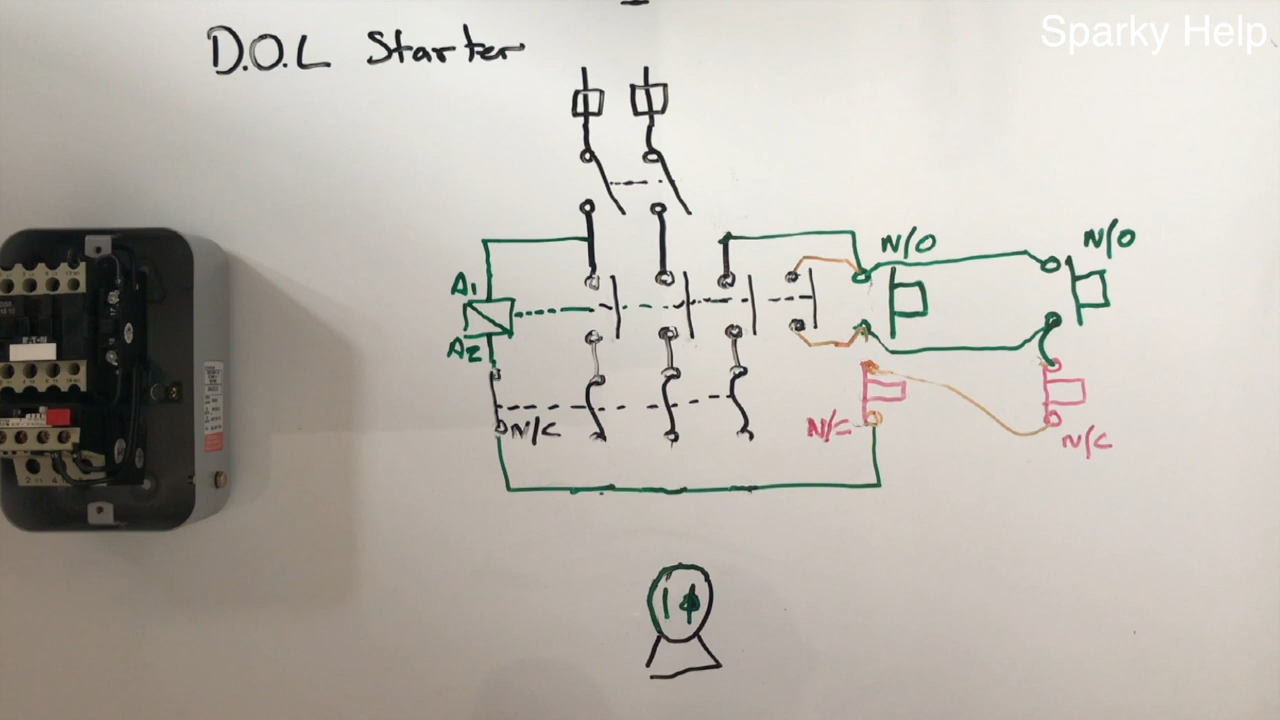 Sparky Help
D.O.L Starter
N/O
N/O
A1
A2
N/C
N/C
N/C
1ϕ